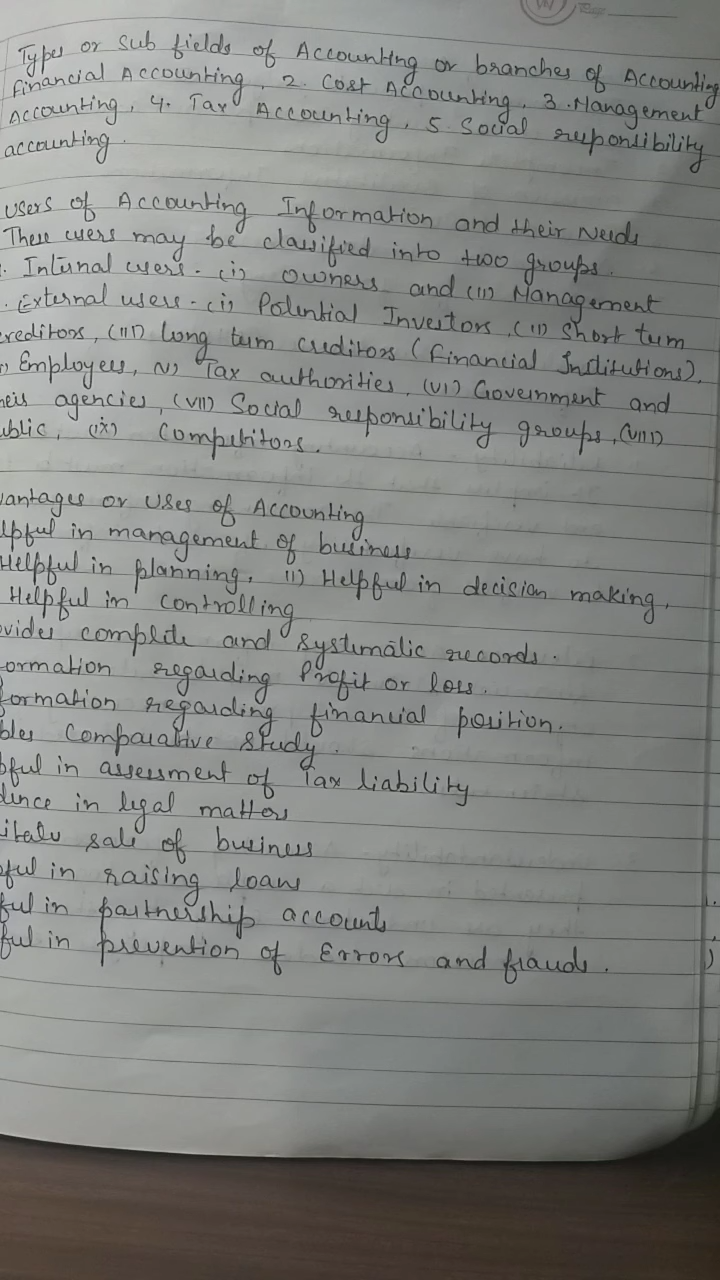 Types or sub fields of Accounting or branches of Accounting
financial Accounting, 2. Cost Accounting, 3. Management
Accounting, 4. Tax Accounting, 5. Social responsibility
accounting.
Users of Accounting Information and their Needs
These users may be classified into two groups.
. Internal users - (i) owners and (ii) Management
. External users - (i) Potential Investors, (ii) short term
creditors, (iii) long term creditors (financial Institutions),
) Employees, v) Tax authorities, (vi) Government and
heir agencies, (vii) Social responsibility groups, (viii)
ublic, (ix) Competitors.
vantages or Uses of Accounting
lpful in management of business
Helpful in planning, ii) Helpful in decision making,
Helpful in controlling
ovides complete and systematic records.
formation regarding Profit or loss.
formation regarding financial position.
bles Comparative study.
pful in assessment of Tax liability
dence in legal matters
itate sale of business
pful in raising loans
ful in partnership accounts
ful in prevention of Errors and frauds.